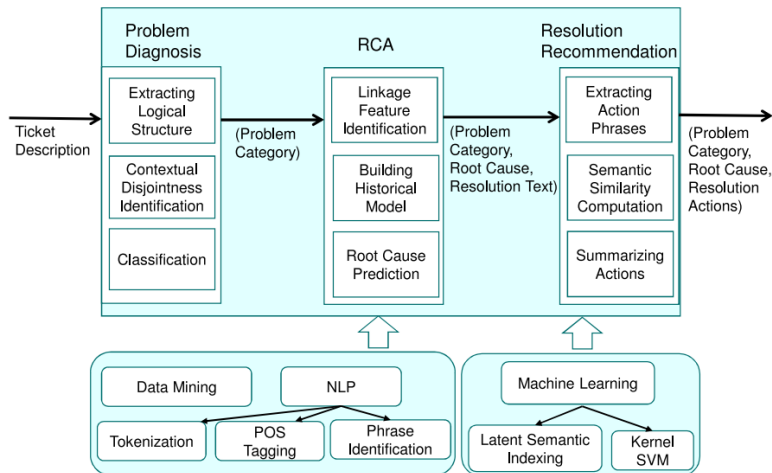 Problem
Diagnosis
RCA
Resolution
Recommendation
Extracting
Logical
Structure
Contextual
Disjointness
Identification
Classification
Linkage
Feature
Identification
Building
Historical
Model
Root Cause
Prediction
Extracting
Action
Phrases
Semantic
Similarity
Computation
Summarizing
Actions
Ticket
Description
(Problem
Category)
(Problem
Category,
Root Cause,
Resolution Text)
(Problem
Category,
Root Cause,
Resolution
Actions)
Data Mining
NLP
Tokenization
POS
Tagging
Phrase
Identification
Machine Learning
Latent Semantic
Indexing
Kernel
SVM